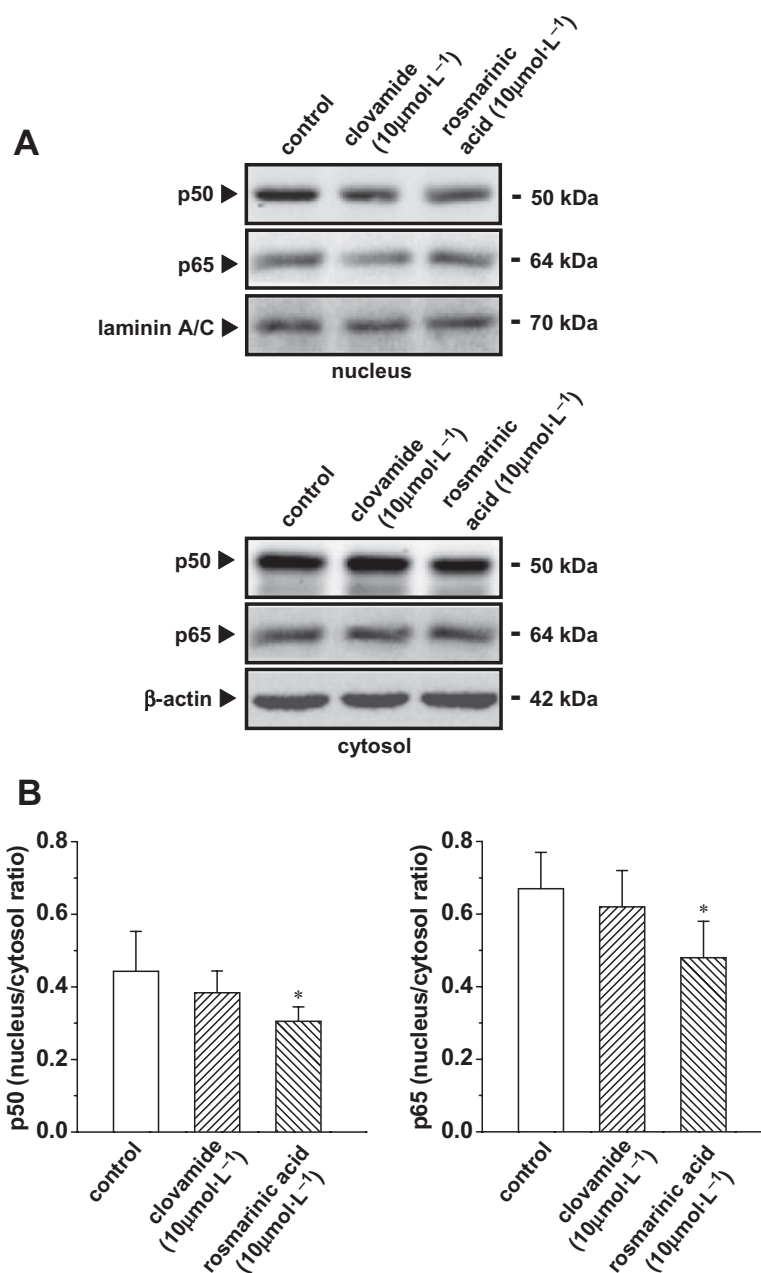 A
control
clovamide
(10µmol·L⁻¹)
rosmarinic
acid (10µmol·L⁻¹)
p50
- 50 kDa
p65
- 64 kDa
laminin A/C
- 70 kDa
nucleus
control
clovamide
(10µmol·L⁻¹)
rosmarinic
acid (10µmol·L⁻¹)
p50
- 50 kDa
p65
- 64 kDa
β-actin
- 42 kDa
cytosol
B
p50 (nucleus/cytosol ratio)
0.8
0.6
0.4
0.2
0.0
*
control
clovamide
(10µmol·L⁻¹)
rosmarinic acid
(10µmol·L⁻¹)
p65 (nucleus/cytosol ratio)
0.8
0.6
0.4
0.2
0.0
*
control
clovamide
(10µmol·L⁻¹)
rosmarinic acid
(10µmol·L⁻¹)